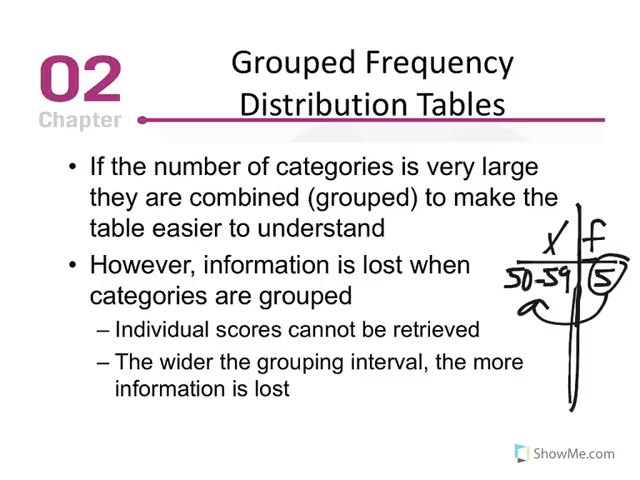 02
Chapter
Grouped Frequency
Distribution Tables
• If the number of categories is very large
they are combined (grouped) to make the
table easier to understand
• However, information is lost when
categories are grouped
– Individual scores cannot be retrieved
– The wider the grouping interval, the more
information is lost
X f
50-59 5
ShowMe.com